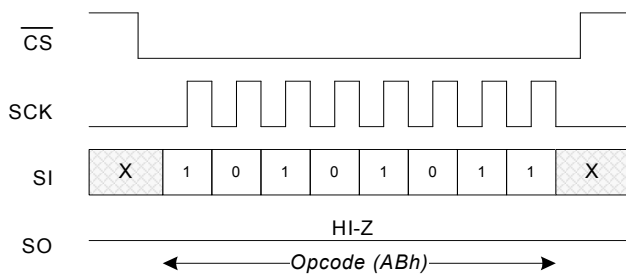 CS
SCK
SI X 1 0 1 0 1 0 1 1 X
HI-Z
SO
Opcode (ABh)